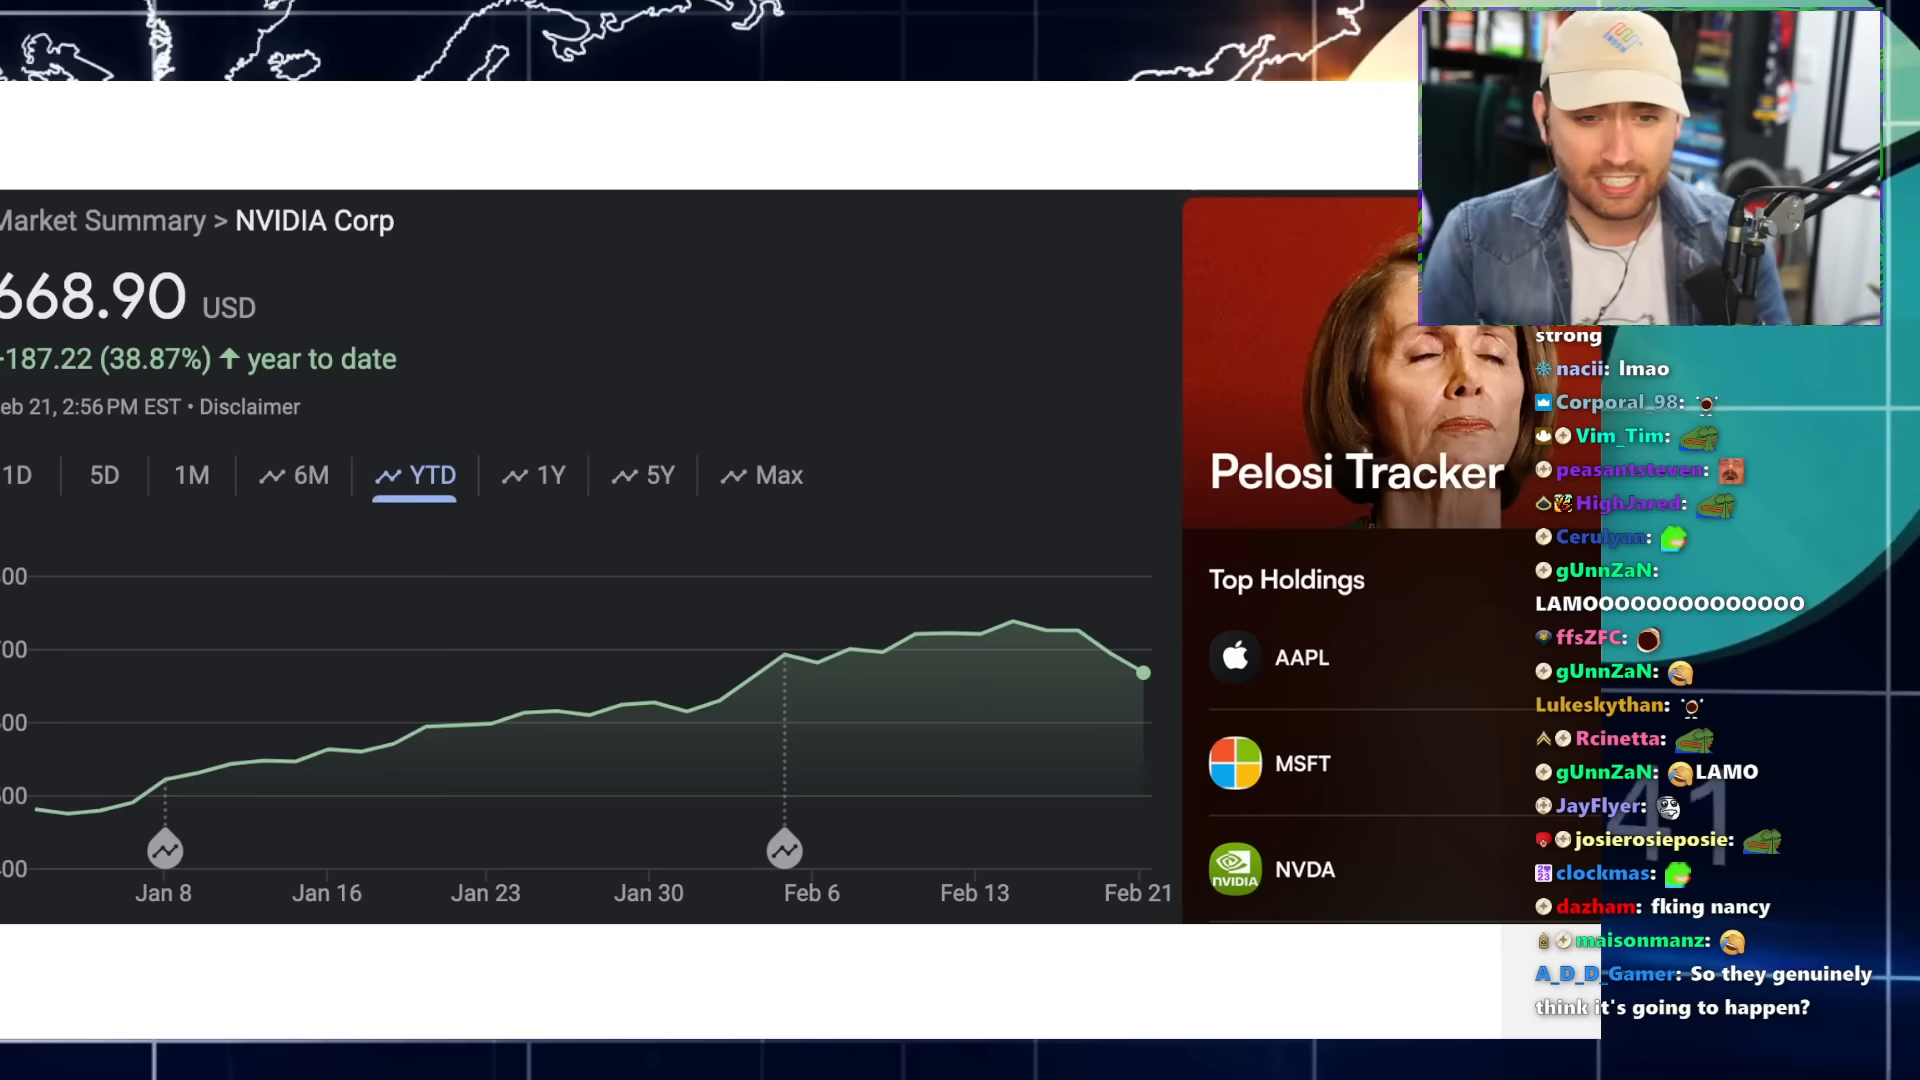 Market Summary > NVIDIA Corp
668.90 USD
187.22 (38.87%) ↑ year to date
eb 21, 2:56 PM EST • Disclaimer
1D 5D 1M 6M YTD 1Y 5Y Max
00
00
00
00
00
Jan 8 Jan 16 Jan 23 Jan 30 Feb 6 Feb 13 Feb 21
Pelosi Tracker
Top Holdings
AAPL
MSFT
NVIDIA NVDA
strong
nacii: lmao
Corporal_98:
Vim_Tim:
peasantsteven:
HighJared:
Cerulyan:
gUnnZaN:
LAMOOOOOOOOOOOOOO
ffsZFC:
gUnnZaN:
Lukeskythan:
Rcinetta:
gUnnZaN: LAMO
JayFlyer:
josierosieposie:
clockmas:
dazham: fking nancy
maisonmanz:
A_D_D_Gamer: So they genuinely
think it's going to happen?
41